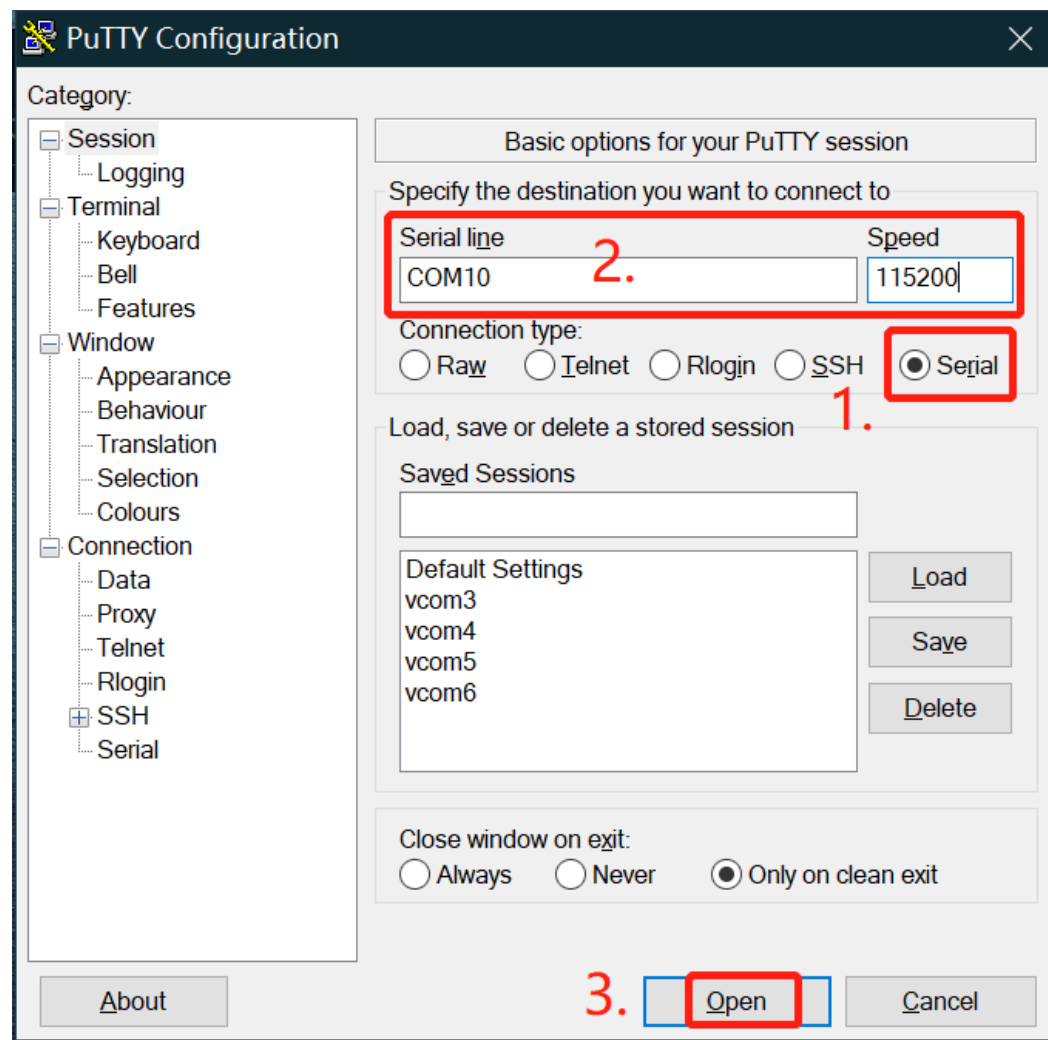 PuTTY Configuration
Category:
Session
Logging
Terminal
Keyboard
Bell
Features
Window
Appearance
Behaviour
Translation
Selection
Colours
Connection
Data
Proxy
Telnet
Rlogin
SSH
Serial
Basic options for your PuTTY session
Specify the destination you want to connect to
Serial line Speed
COM10 2. 115200
Connection type:
Raw Telnet Rlogin SSH Serial
1.
Load, save or delete a stored session
Saved Sessions
Default Settings
vcom3
vcom4
vcom5
vcom6
Load
Save
Delete
Close window on exit:
Always Never Only on clean exit
About 3. Open Cancel